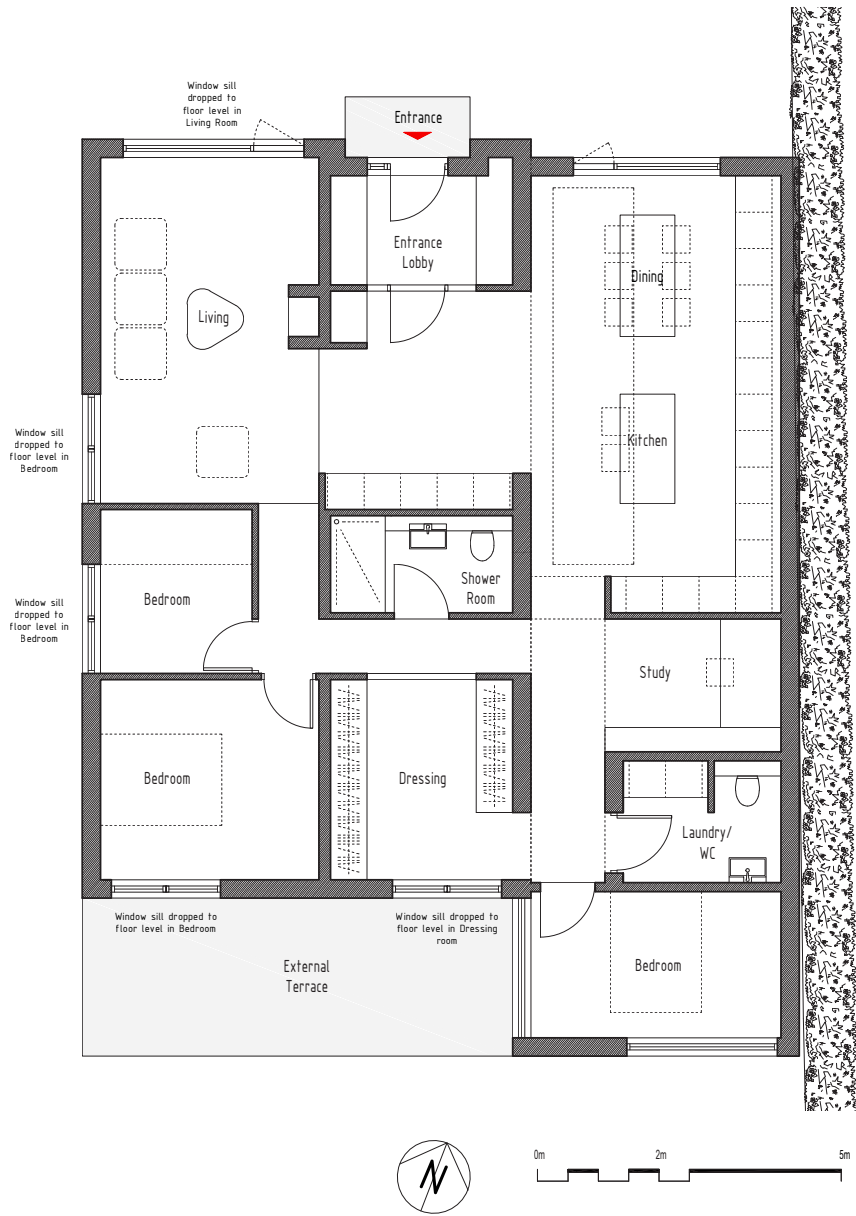 Window sill
dropped to
floor level in
Living Room
Entrance
Entrance
Lobby
Dining
Living
Window sill
dropped to
floor level in
Bedroom
Kitchen
Shower
Room
Bedroom
Window sill
dropped to
floor level in
Bedroom
Study
Bedroom
Dressing
Laundry/
WC
Window sill dropped to
floor level in Bedroom
Window sill dropped to
floor level in Dressing
room
External
Terrace
Bedroom
N
0m 2m 5m